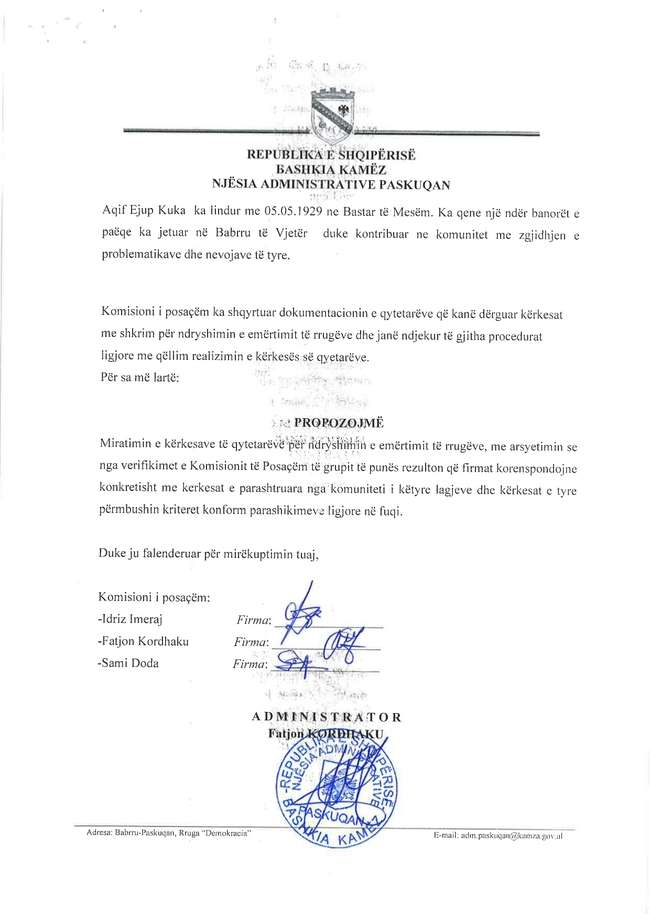 REPUBLIKA E SHQIPËRISË
BASHKIA KAMËZ
NJËSIA ADMINISTRATIVE PASKUQAN
Aqif Ejup Kuka ka lindur me 05.05.1929 ne Bastar të Mesëm. Ka qene një ndër banorët e
paëqe ka jetuar në Babrru të Vjetër duke kontribuar ne komunitet me zgjidhjen e
problematikave dhe nevojave të tyre.
Komisioni i posaçëm ka shqyrtuar dokumentacionin e qytetarëve që kanë dërguar kërkesat
me shkrim për ndryshimin e emërtimit të rrugëve dhe janë ndjekur të gjitha procedurat
ligjore me qëllim realizimin e kërkesës së qyetarëve.
Për sa më lartë:
PROPOZOJMË
Miratimin e kërkesave të qytetarëve për ndryshimin e emërtimit të rrugëve, me arsyetimin se
nga verifikimet e Komisionit të Posaçëm të grupit të punës rezulton që firmat korenspondojne
konkretisht me kerkesat e parashtruara nga komuniteti i këtyre lagjeve dhe kërkesat e tyre
përmbushin kriteret konform parashikimeve ligjore në fuqi.
Duke ju falenderuar për mirëkuptimin tuaj,
Komisioni i posaçëm:
-Idriz Imeraj Firma:
-Fatjon Kordhaku Firma:
-Sami Doda Firma:
ADMINISTRATOR
Fatjon KORDHAKU
REPUBLIKA E SHQIPËRISË
NJËSIA ADMINISTRATIVE
PASKUQAN
BASHKIA KAMËZ
Adresa: Babrru-Paskuqan, Rruga "Demokracia" E-mail: adm.paskuqan@kamza.gov.al